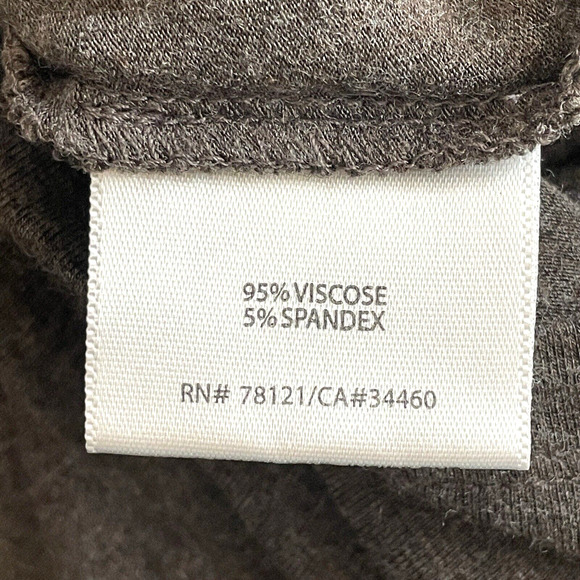 95% VISCOSE
5% SPANDEX
RN# 78121/CA#34460